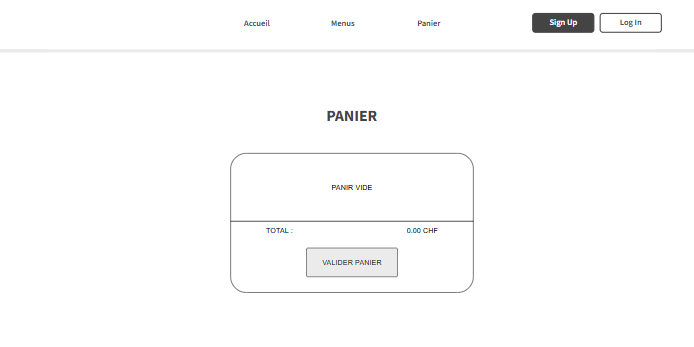 Accueil Menus Panier Sign Up Log In
PANIER
PANIR VIDE
TOTAL : 0.00 CHF
VALIDER PANIER